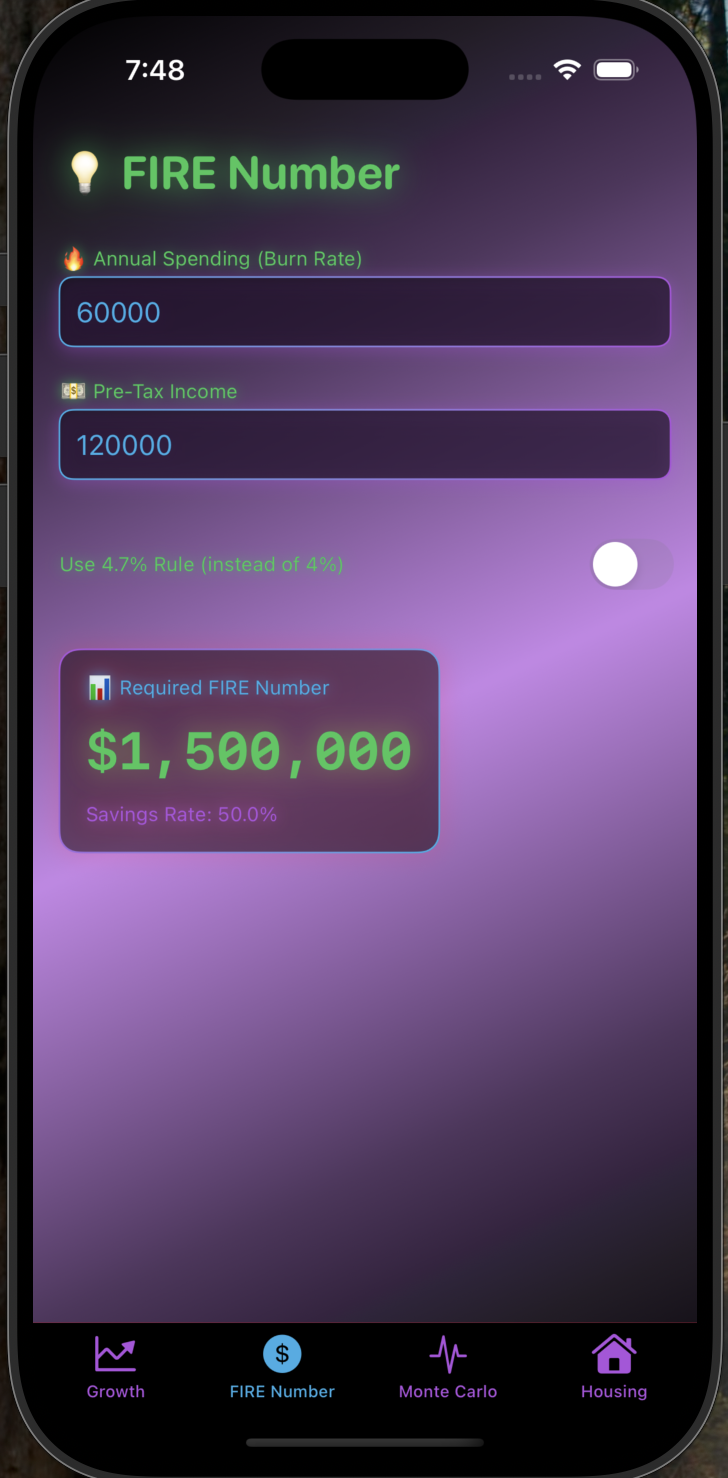 7:48
FIRE Number
Annual Spending (Burn Rate)
60000
Pre-Tax Income
120000
Use 4.7% Rule (instead of 4%)
Required FIRE Number
$1,500,000
Savings Rate: 50.0%
$
Growth
FIRE Number
Monte Carlo
Housing